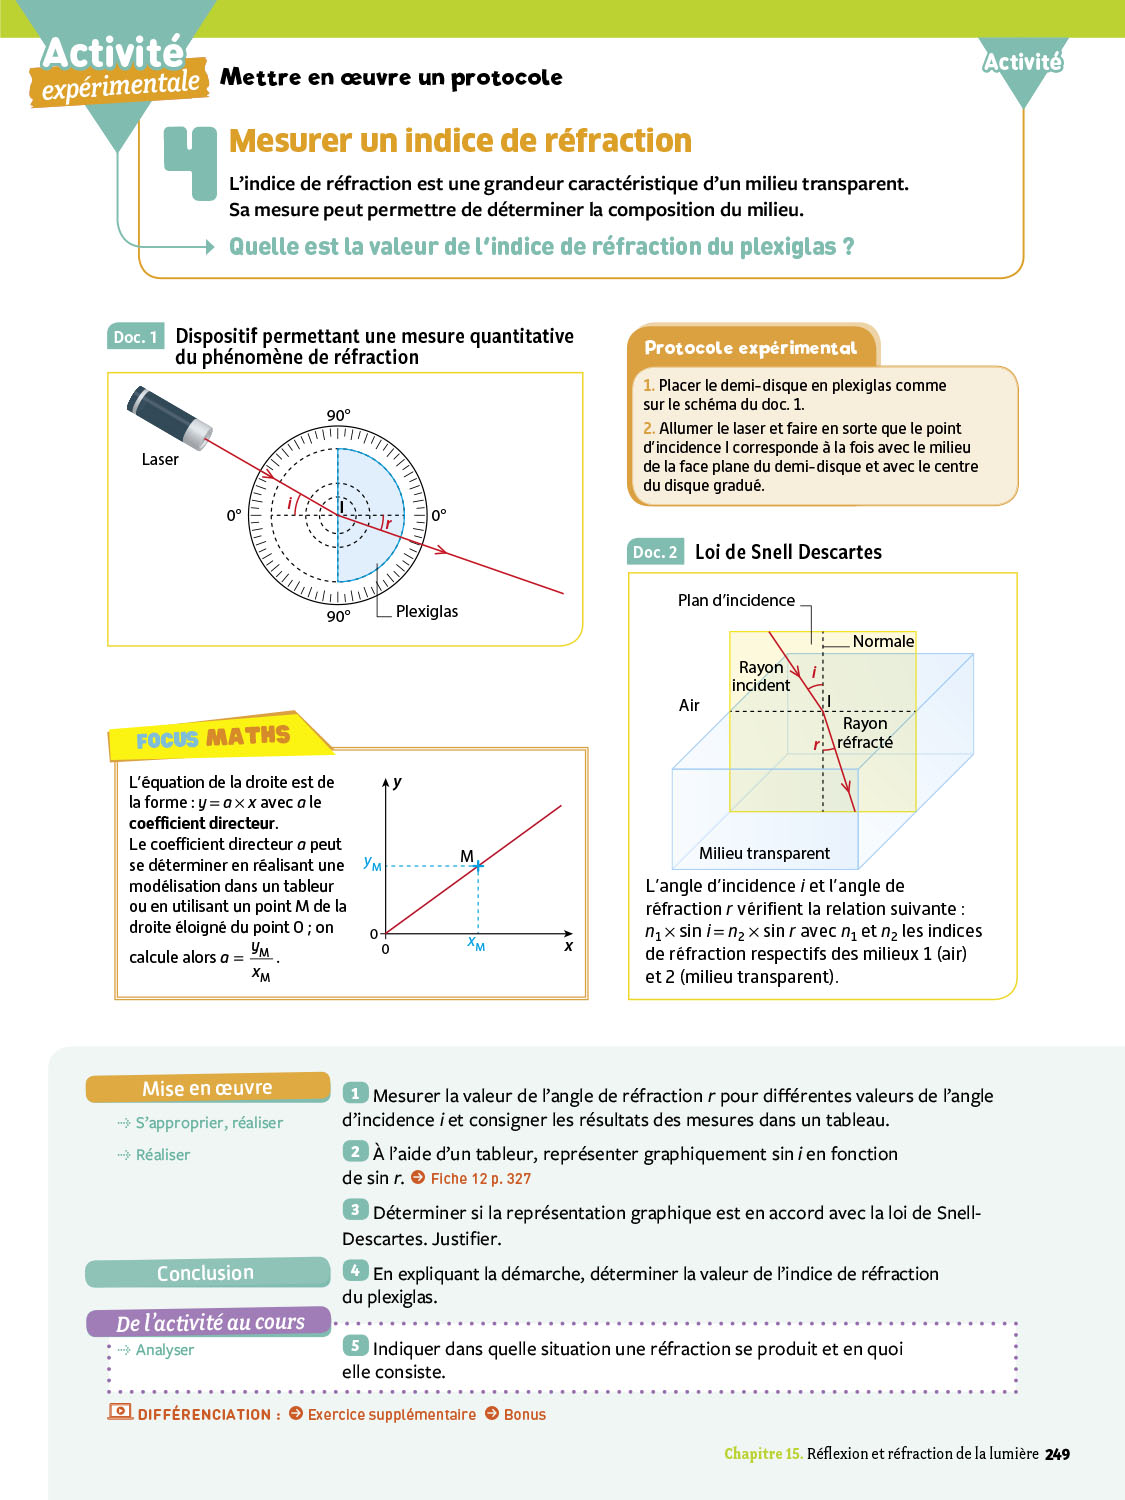 Activité
expérimentale
Mettre en œuvre un protocole
Activité
4
Mesurer un indice de réfraction
L'indice de réfraction est une grandeur caractéristique d'un milieu transparent.
Sa mesure peut permettre de déterminer la composition du milieu.
Quelle est la valeur de l'indice de réfraction du plexiglas ?
Doc. 1 Dispositif permettant une mesure quantitative
du phénomène de réfraction
Laser
90°
0°
i
I
r
0°
90°
Plexiglas
Protocole expérimental
1. Placer le demi-disque en plexiglas comme
sur le schéma du doc. 1.
2. Allumer le laser et faire en sorte que le point
d'incidence I corresponde à la fois avec le milieu
de la face plane du demi-disque et avec le centre
du disque gradué.
Doc. 2 Loi de Snell Descartes
Plan d'incidence
Normale
Rayon
incident
i
Air
I
Rayon
réfracté
r
Milieu transparent
L'angle d'incidence i et l'angle de
réfraction r vérifient la relation suivante :
n1 × sin i = n2 × sin r avec n1 et n2 les indices
de réfraction respectifs des milieux 1 (air)
et 2 (milieu transparent).
FOCUS MATHS
L'équation de la droite est de
la forme : y = a × x avec a le
coefficient directeur.
Le coefficient directeur a peut
se déterminer en réalisant une
modélisation dans un tableur
ou en utilisant un point M de la
droite éloigné du point O ; on
calcule alors a = yM / xM .
y
M
yM
0
0
xM
x
Mise en œuvre
S'approprier, réaliser
Réaliser
1 Mesurer la valeur de l'angle de réfraction r pour différentes valeurs de l'angle
d'incidence i et consigner les résultats des mesures dans un tableau.
2 À l'aide d'un tableur, représenter graphiquement sin i en fonction
de sin r. Fiche 12 p. 327
3 Déterminer si la représentation graphique est en accord avec la loi de Snell-
Descartes. Justifier.
Conclusion
4 En expliquant la démarche, déterminer la valeur de l'indice de réfraction
du plexiglas.
De l'activité au cours
Analyser
5 Indiquer dans quelle situation une réfraction se produit et en quoi
elle consiste.
DIFFÉRENCIATION : Exercice supplémentaire Bonus
Chapitre 15. Réflexion et réfraction de la lumière 249